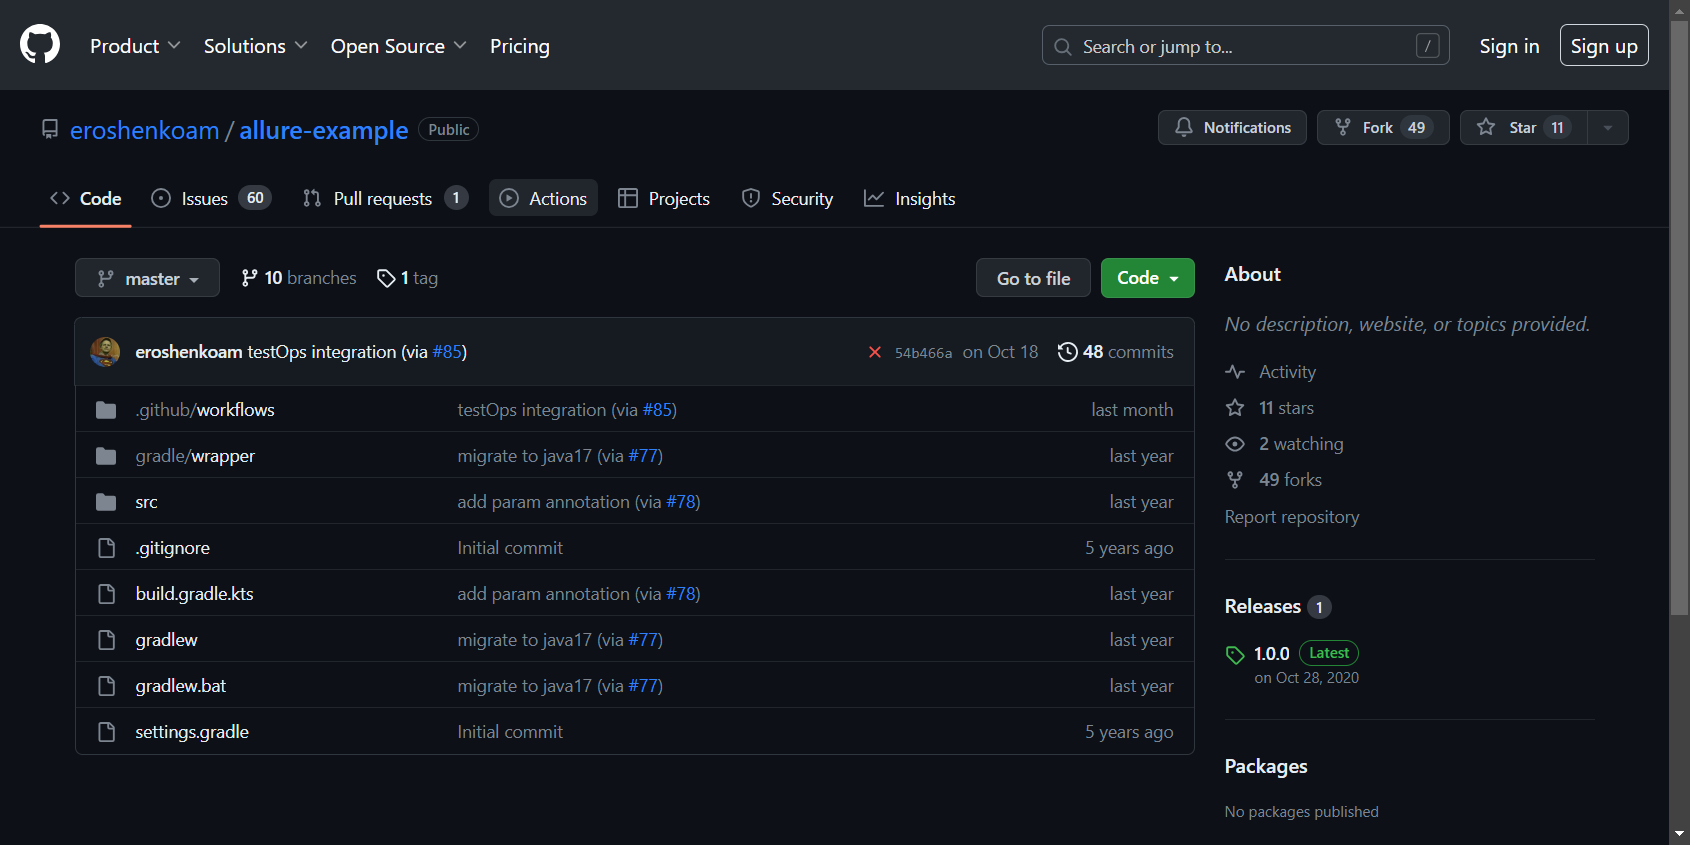 Product Solutions Open Source Pricing Search or jump to... / Sign in Sign up
eroshenkoam / allure-example Public Notifications Fork 49 Star 11
Code Issues 60 Pull requests 1 Actions Projects Security Insights
master 10 branches 1 tag Go to file Code
eroshenkoam testOps integration (via #85) 54b466a on Oct 18 48 commits
.github/workflows testOps integration (via #85) last month
gradle/wrapper migrate to java17 (via #77) last year
src add param annotation (via #78) last year
.gitignore Initial commit 5 years ago
build.gradle.kts add param annotation (via #78) last year
gradlew migrate to java17 (via #77) last year
gradlew.bat migrate to java17 (via #77) last year
settings.gradle Initial commit 5 years ago
About
No description, website, or topics provided.
Activity
11 stars
2 watching
49 forks
Report repository
Releases 1
1.0.0 Latest
on Oct 28, 2020
Packages
No packages published